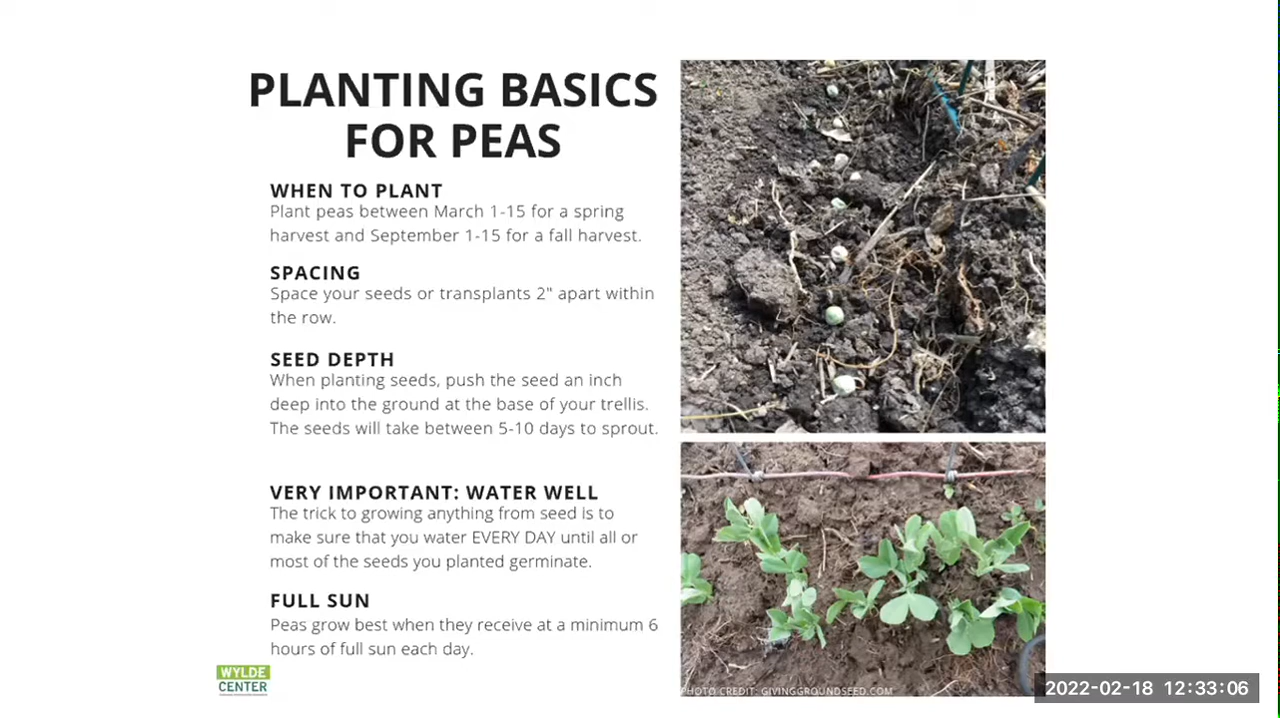 PLANTING BASICS
FOR PEAS
WHEN TO PLANT
Plant peas between March 1-15 for a spring
harvest and September 1-15 for a fall harvest.
SPACING
Space your seeds or transplants 2" apart within
the row.
SEED DEPTH
When planting seeds, push the seed an inch
deep into the ground at the base of your trellis.
The seeds will take between 5-10 days to sprout.
VERY IMPORTANT: WATER WELL
The trick to growing anything from seed is to
make sure that you water EVERY DAY until all or
most of the seeds you planted germinate.
FULL SUN
Peas grow best when they receive at a minimum 6
hours of full sun each day.
WYLDE
CENTER
PHOTO CREDIT: GIVINGGROUNDSEED.COM
2022-02-18 12:33:06